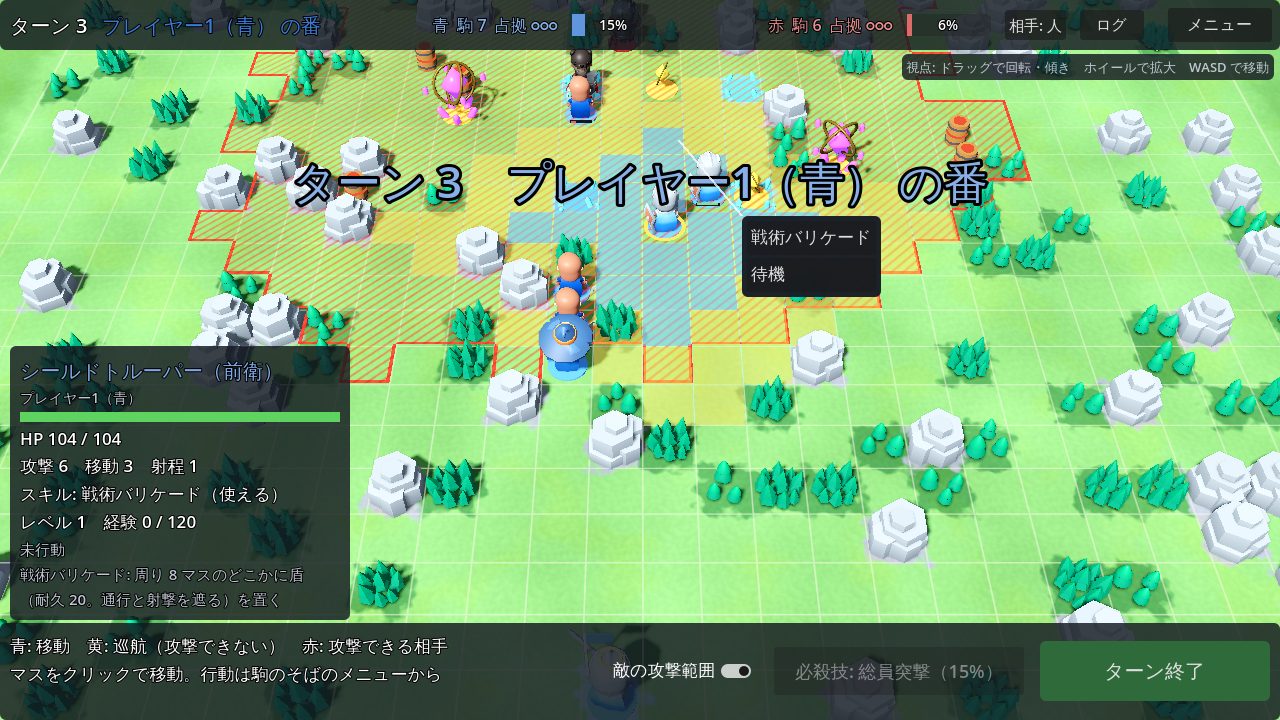 ターン 3 プレイヤー1（青） の番
青 駒 7 占拠 ○○○ 15%
赤 駒 6 占拠 ○○○ 6%
相手: 人
ログ
メニュー
視点: ドラッグで回転・傾き ホイールで拡大 WASD で移動
ターン 3 プレイヤー1（青） の番
戦術バリケード
待機
シールドトルーパー（前衛）
プレイヤー1（青）
HP 104 / 104
攻撃 6 移動 3 射程 1
スキル: 戦術バリケード（使える）
レベル 1 経験 0 / 120
未行動
戦術バリケード: 周り 8 マスのどこかに盾
（耐久 20。通行と射撃を遮る）を置く
青: 移動 黄: 巡航（攻撃できない） 赤: 攻撃できる相手
マスをクリックで移動。行動は駒のそばのメニューから
敵の攻撃範囲
必殺技: 総員突撃（15%）
ターン終了